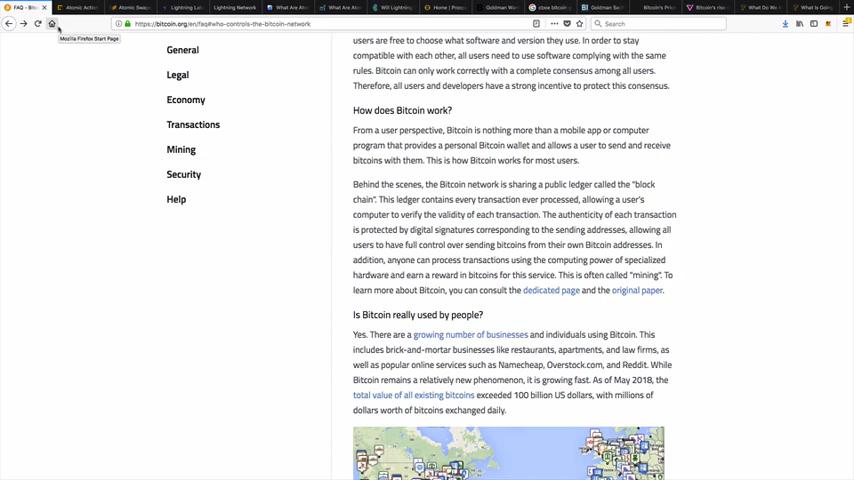 FAQ - Bitc
Atomic Action
Atomic Swap
Lightning Lab
Lightning Network
What Are Ato
What Are Ato
Will Lightning
Home | Proces
Goldman War
cboe bitcoin g
Goldman Sac
Bitcoin's Pric
Bitcoin's rise
What Do We K
What Is Going
https://bitcoin.org/en/faq#who-controls-the-bitcoin-network
Search
Mozilla Firefox Start Page
General
Legal
Economy
Transactions
Mining
Security
Help
users are free to choose what software and version they use. In order to stay
compatible with each other, all users need to use software complying with the same
rules. Bitcoin can only work correctly with a complete consensus among all users.
Therefore, all users and developers have a strong incentive to protect this consensus.
How does Bitcoin work?
From a user perspective, Bitcoin is nothing more than a mobile app or computer
program that provides a personal Bitcoin wallet and allows a user to send and receive
bitcoins with them. This is how Bitcoin works for most users.
Behind the scenes, the Bitcoin network is sharing a public ledger called the "block
chain". This ledger contains every transaction ever processed, allowing a user's
computer to verify the validity of each transaction. The authenticity of each transaction
is protected by digital signatures corresponding to the sending addresses, allowing all
users to have full control over sending bitcoins from their own Bitcoin addresses. In
addition, anyone can process transactions using the computing power of specialized
hardware and earn a reward in bitcoins for this service. This is often called "mining". To
learn more about Bitcoin, you can consult the dedicated page and the original paper.
Is Bitcoin really used by people?
Yes. There are a growing number of businesses and individuals using Bitcoin. This
includes brick-and-mortar businesses like restaurants, apartments, and law firms, as
well as popular online services such as Namecheap, Overstock.com, and Reddit. While
Bitcoin remains a relatively new phenomenon, it is growing fast. As of May 2018, the
total value of all existing bitcoins exceeded 100 billion US dollars, with millions of
dollars worth of bitcoins exchanged daily.